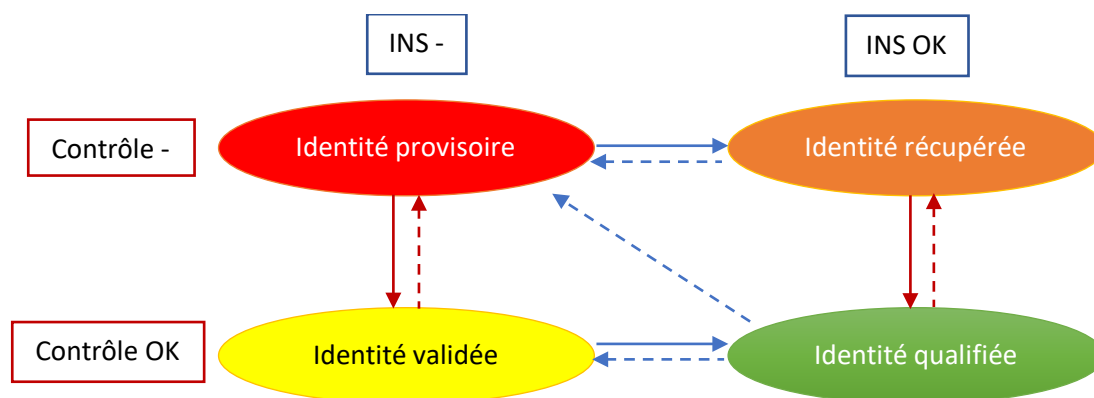 INS -
INS OK
Contrôle -
Identité provisoire
Identité récupérée
Contrôle OK
Identité validée
Identité qualifiée